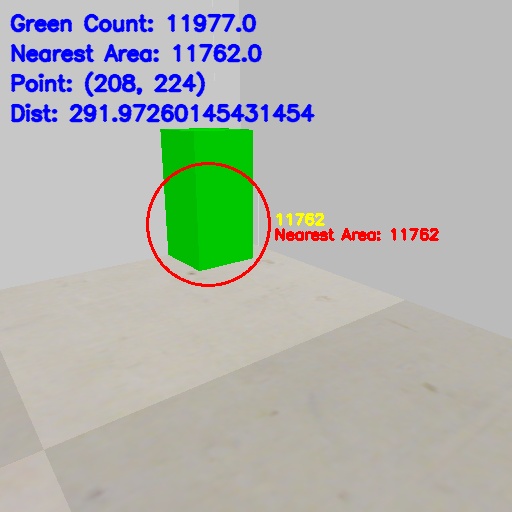 Green Count: 11977.0
Nearest Area: 11762.0
Point: (208, 224)
Dist: 291.97260145431454
11762
Nearest Area: 11762